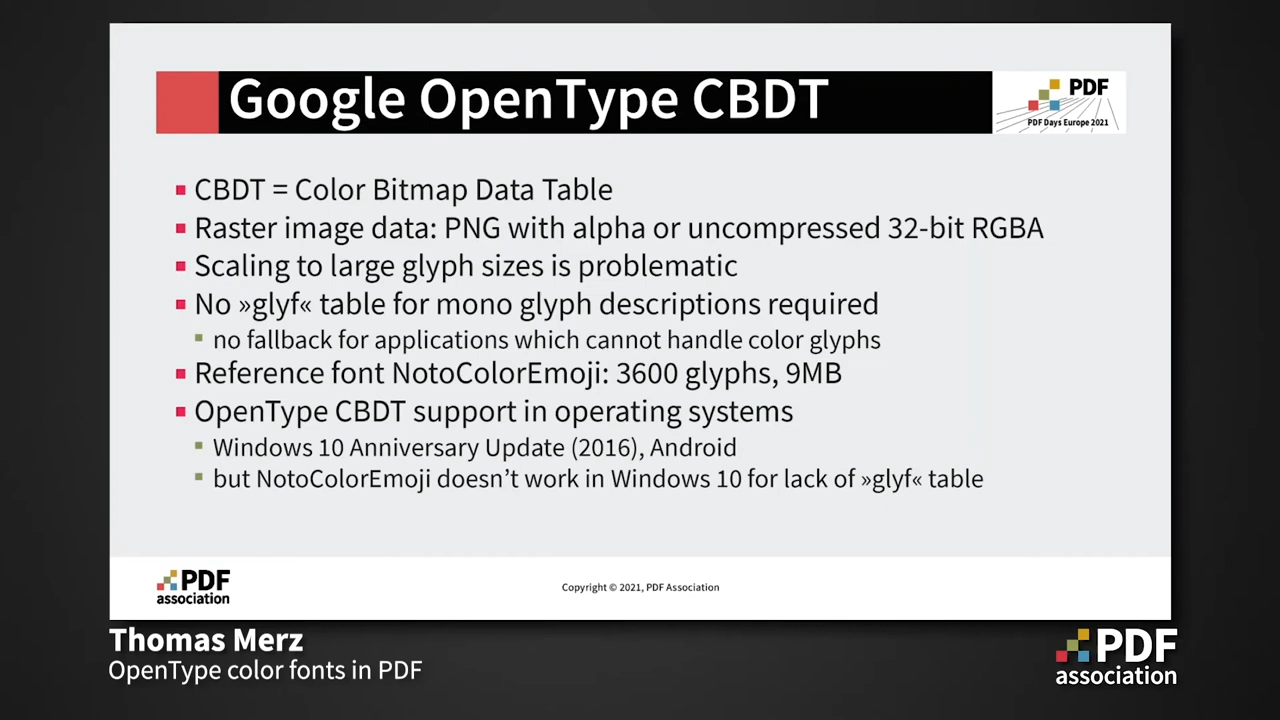 Google OpenType CBDT
PDF
PDF Days Europe 2021
CBDT = Color Bitmap Data Table
Raster image data: PNG with alpha or uncompressed 32-bit RGBA
Scaling to large glyph sizes is problematic
No »glyf« table for mono glyph descriptions required
no fallback for applications which cannot handle color glyphs
Reference font NotoColorEmoji: 3600 glyphs, 9MB
OpenType CBDT support in operating systems
Windows 10 Anniversary Update (2016), Android
but NotoColorEmoji doesn’t work in Windows 10 for lack of »glyf« table
PDF
association
Copyright © 2021, PDF Association
Thomas Merz
OpenType color fonts in PDF
PDF
association